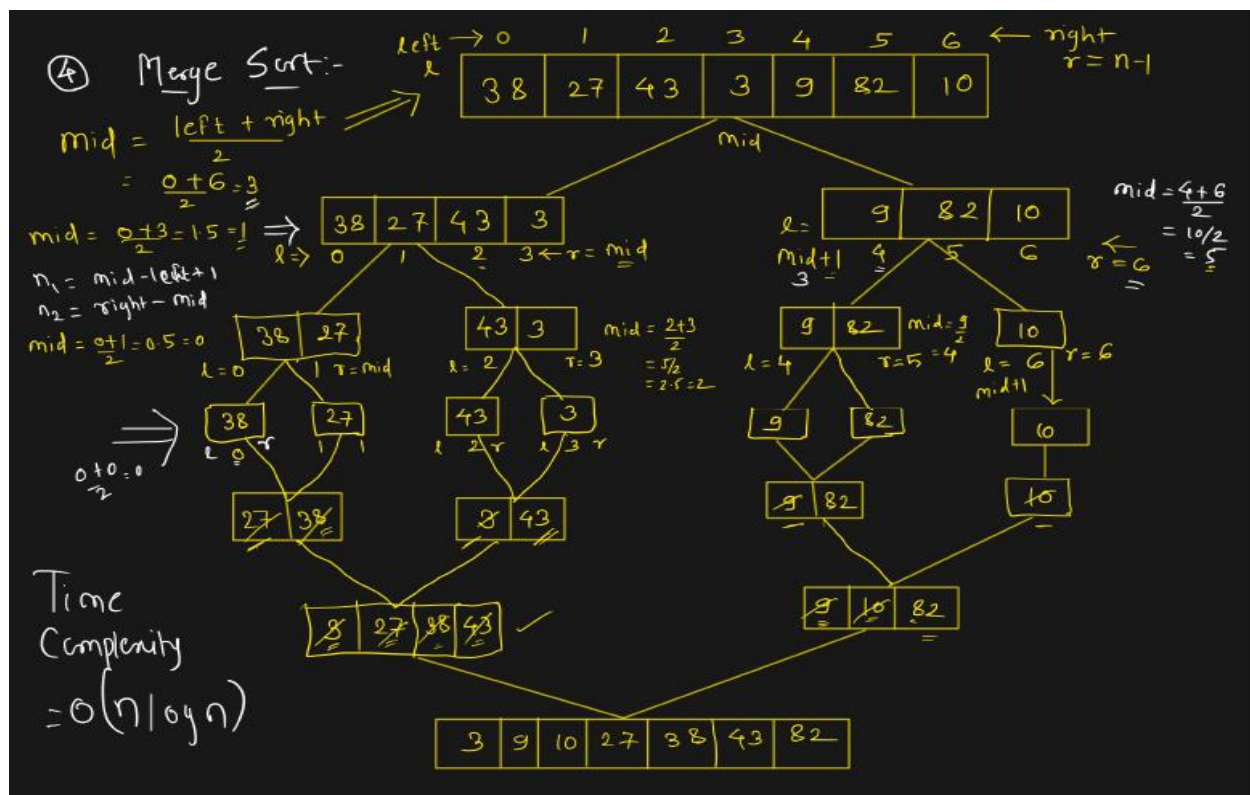 ④ Merge Sort:-
left → 0 1 2 3 4 5 6 ← right
l r = n-1
38 27 43 3 9 82 10
mid = left + right / 2
= 0+6 / 2 = 3
mid
mid = 0+3 / 2 = 1.5 = 1 ⇒
38 27 43 3
l ⇒ 0 1 2 3 ← r = mid
n₁ = mid - left + 1
n₂ = right - mid
l = 9 82 10
mid+1 4 5 6 ← r = 6
3
mid = 4+6 / 2
= 10/2
= 5
mid = 0+1 / 2 = 0.5 = 0
38 27
l = 0 1 r = mid
43 3
l = 2 r = 3
mid = 2+3 / 2
= 5/2
= 2.5 = 2
9 82
l = 4 r = 5
mid = 9 / 2
= 4
10
l = 6 r = 6
mid+1
0+0 / 2 = 0
38 27 43 3 9 82 10
l 0 r 1 1 l 2 r l 3 r
27 38 3 43 9 82 10
3 27 38 43 ✓ 9 10 82
3 9 10 27 38 43 82
Time
Complexity
= O(n log n)